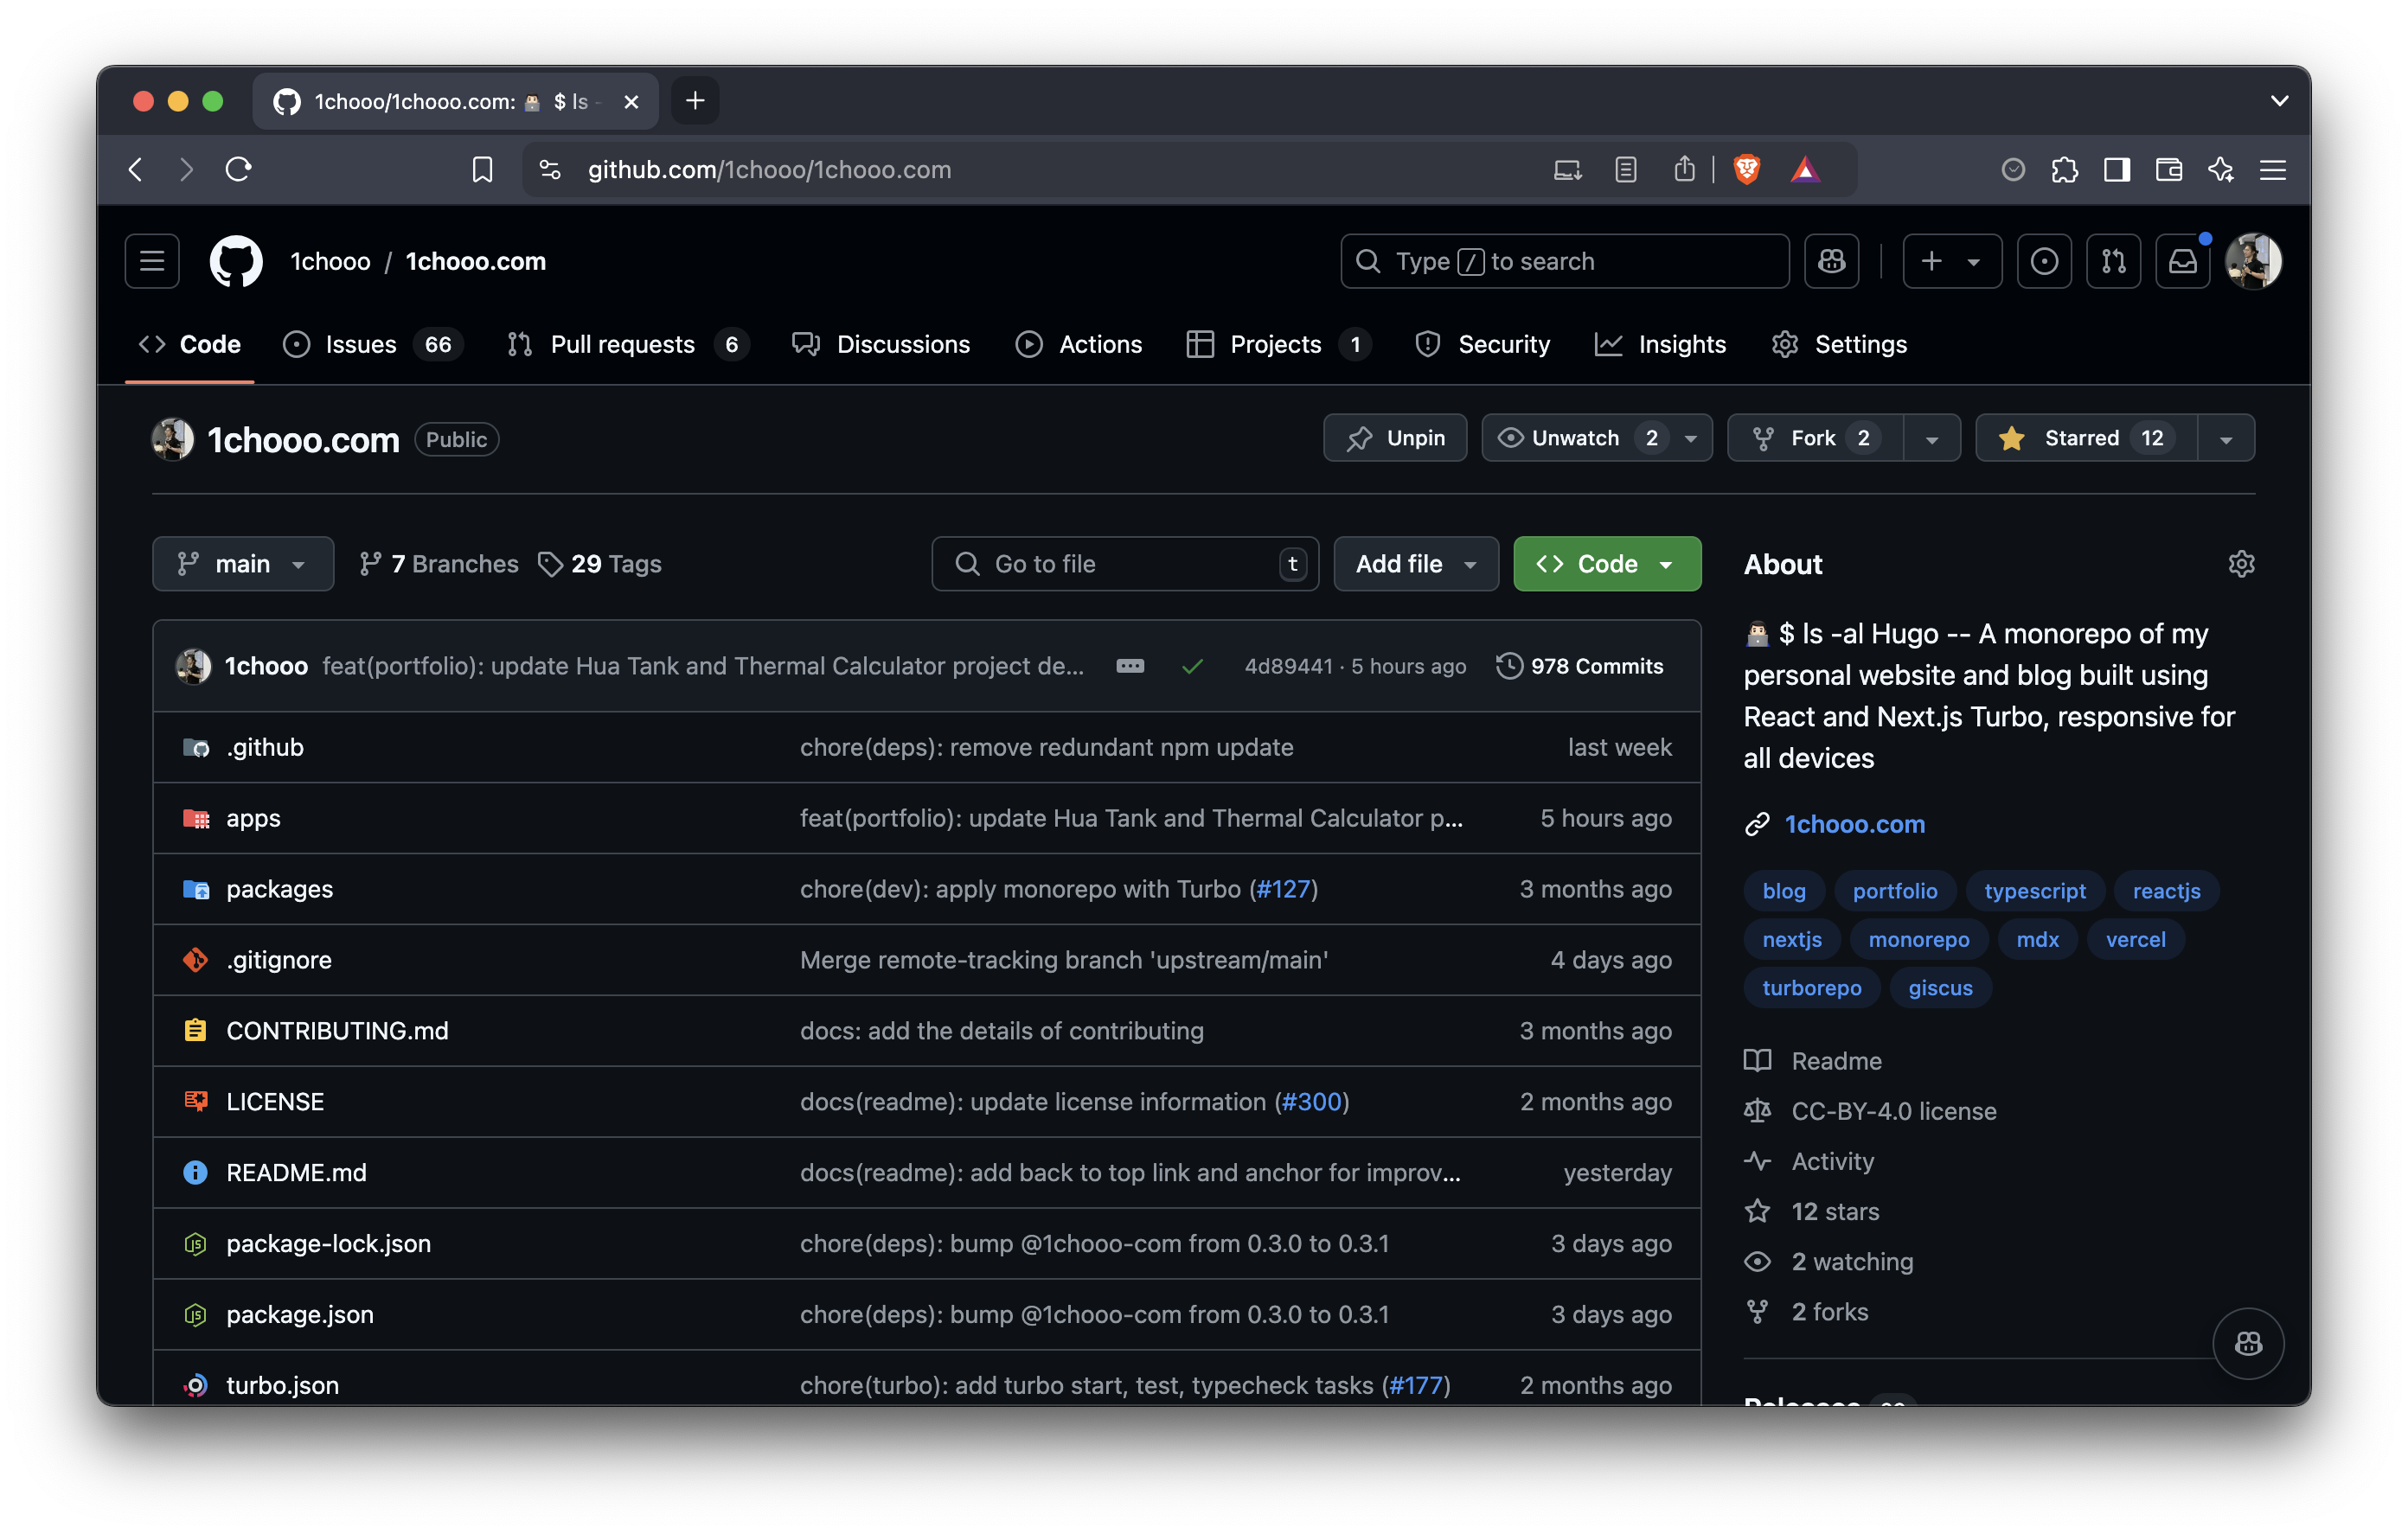 1chooo/1chooo.com: 👨🏻‍💻 $ ls -
github.com/1chooo/1chooo.com
1chooo / 1chooo.com
Type / to search
Code
Issues 66
Pull requests 6
Discussions
Actions
Projects 1
Security
Insights
Settings
1chooo.com Public
Unpin
Unwatch 2
Fork 2
Starred 12
main
7 Branches
29 Tags
Go to file t
Add file
Code
1chooo feat(portfolio): update Hua Tank and Thermal Calculator project de... 4d89441 · 5 hours ago 978 Commits
.github chore(deps): remove redundant npm update last week
apps feat(portfolio): update Hua Tank and Thermal Calculator p... 5 hours ago
packages chore(dev): apply monorepo with Turbo (#127) 3 months ago
.gitignore Merge remote-tracking branch 'upstream/main' 4 days ago
CONTRIBUTING.md docs: add the details of contributing 3 months ago
LICENSE docs(readme): update license information (#300) 2 months ago
README.md docs(readme): add back to top link and anchor for improv... yesterday
package-lock.json chore(deps): bump @1chooo-com from 0.3.0 to 0.3.1 3 days ago
package.json chore(deps): bump @1chooo-com from 0.3.0 to 0.3.1 3 days ago
turbo.json chore(turbo): add turbo start, test, typecheck tasks (#177) 2 months ago
About
👨🏻‍💻 $ ls -al Hugo -- A monorepo of my
personal website and blog built using
React and Next.js Turbo, responsive for
all devices
1chooo.com
blog portfolio typescript reactjs
nextjs monorepo mdx vercel
turborepo giscus
Readme
CC-BY-4.0 license
Activity
12 stars
2 watching
2 forks
Releases